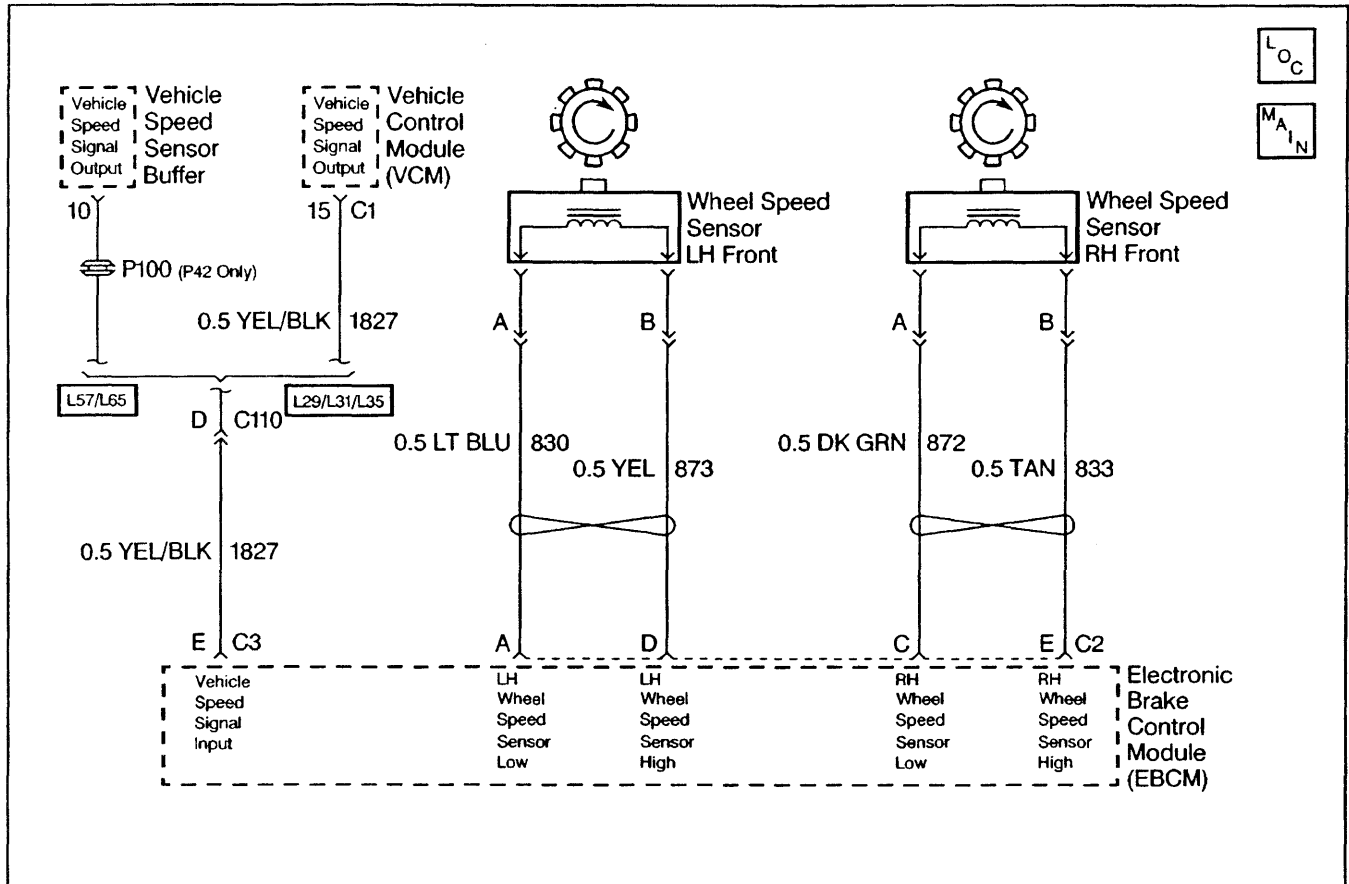 LOC
MAIN
Vehicle
Speed
Signal
Output
Vehicle
Speed
Sensor
Buffer
Vehicle
Speed
Signal
Output
Vehicle
Control
Module
(VCM)
10
15 C1
P100 (P42 Only)
0.5 YEL/BLK 1827
L57/L65
L29/L31/L35
D C110
0.5 YEL/BLK 1827
E C3
Wheel Speed
Sensor
LH Front
A B
0.5 LT BLU 830
0.5 YEL 873
A D
Wheel Speed
Sensor
RH Front
A B
0.5 DK GRN 872
0.5 TAN 833
C E C2
Vehicle
Speed
Signal
Input
LH
Wheel
Speed
Sensor
Low
LH
Wheel
Speed
Sensor
High
RH
Wheel
Speed
Sensor
Low
RH
Wheel
Speed
Sensor
High
Electronic
Brake
Control
Module
(EBCM)